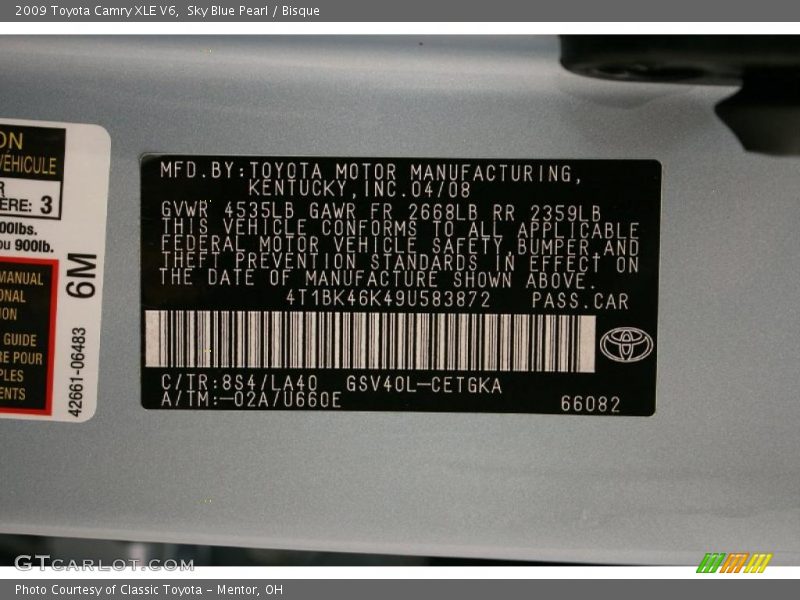 2009 Toyota Camry XLE V6,  Sky Blue Pearl / Bisque
ON
VÉHICULE
R
ÈRE: 3
00lbs.
ou 900lb.
MANUAL
ONAL
ION
GUIDE
RE POUR
PLES
ENTS
6M
42661-06483
MFD.BY:TOYOTA MOTOR MANUFACTURING,
KENTUCKY,INC.04/08
GVWR 4535LB GAWR FR 2668LB RR 2359LB
THIS VEHICLE CONFORMS TO ALL APPLICABLE
FEDERAL MOTOR VEHICLE SAFETY,BUMPER AND
THEFT PREVENTION STANDARDS IN EFFECT ON
THE DATE OF MANUFACTURE SHOWN ABOVE.
4T1BK46K49U583872 PASS.CAR
C/TR:8S4/LA40 GSV40L-CETGKA
A/TM:-02A/U660E
66082
GTCARLOT.COM
Photo Courtesy of Classic Toyota - Mentor, OH